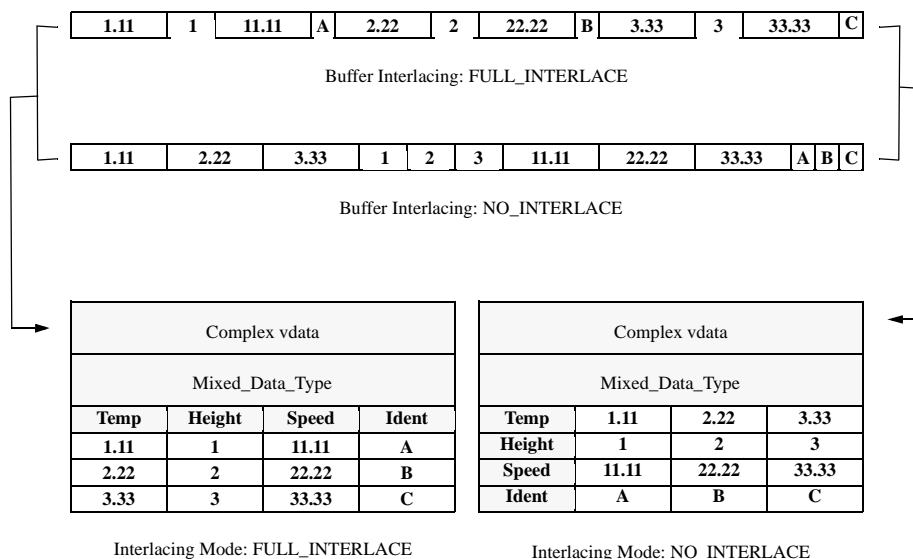 1.11 1 11.11 A 2.22 2 22.22 B 3.33 3 33.33 C
Buffer Interlacing: FULL_INTERLACE
1.11 2.22 3.33 1 2 3 11.11 22.22 33.33 A B C
Buffer Interlacing: NO_INTERLACE
Complex vdata
Mixed_Data_Type
Temp Height Speed Ident
1.11 1 11.11 A
2.22 2 22.22 B
3.33 3 33.33 C
Interlacing Mode: FULL_INTERLACE
Complex vdata
Mixed_Data_Type
Temp 1.11 2.22 3.33
Height 1 2 3
Speed 11.11 22.22 33.33
Ident A B C
Interlacing Mode: NO_INTERLACE